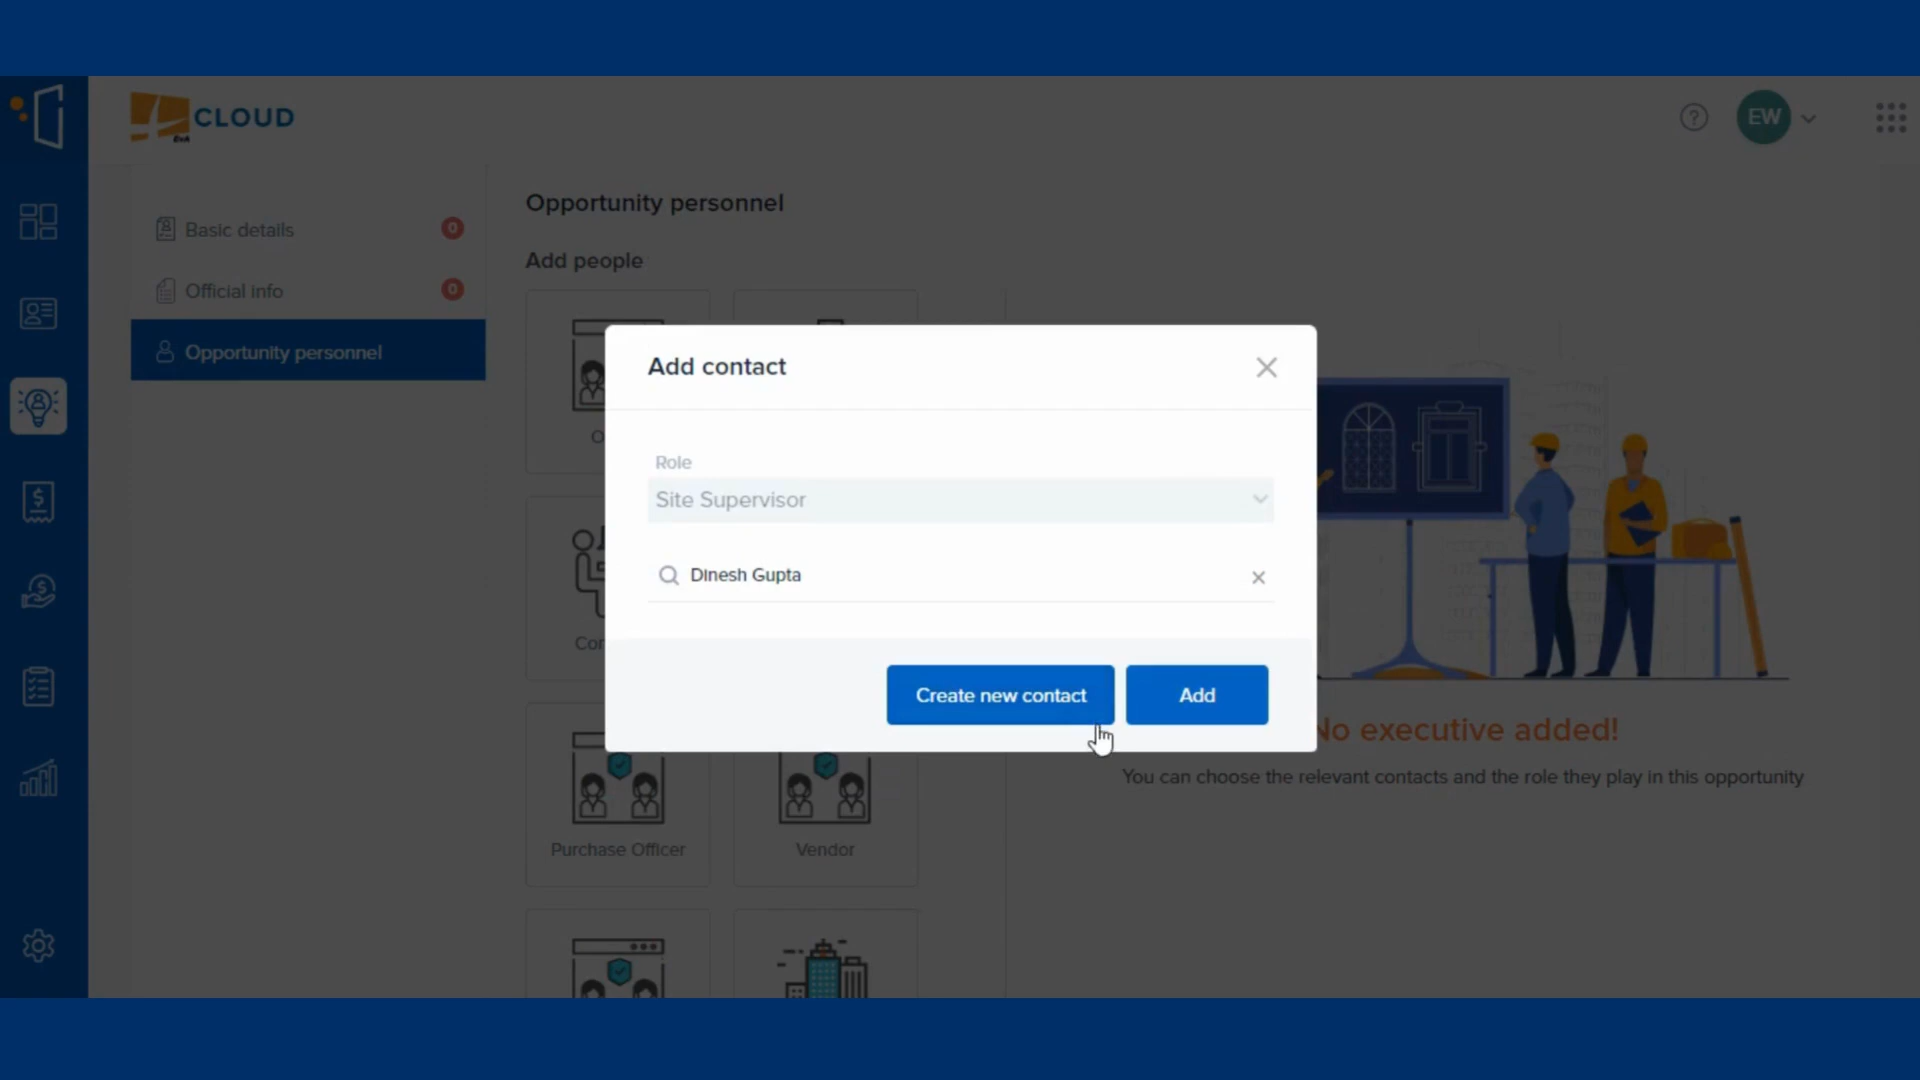 CLOUD
EvA
?
EW
Basic details
0
Official info
0
Opportunity personnel
Opportunity personnel
Add people
O
Con
Purchase Officer
Vendor
Add contact
Role
Site Supervisor
Dinesh Gupta
Create new contact
Add
No executive added!
You can choose the relevant contacts and the role they play in this opportunity